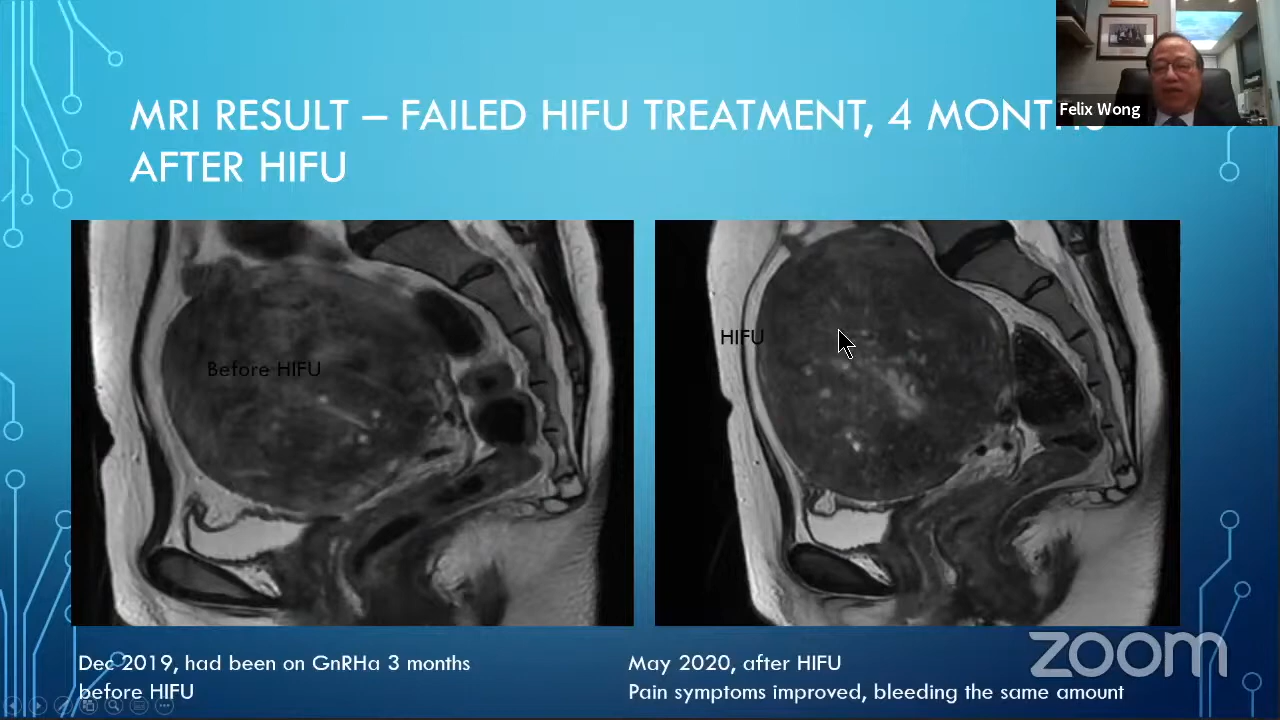 MRI RESULT – FAILED HIFU TREATMENT, 4 MONTHS
AFTER HIFU
Felix Wong
Before HIFU
HIFU
Dec 2019, had been on GnRHa 3 months
before HIFU
May 2020, after HIFU
Pain symptoms improved, bleeding the same amount
zoom